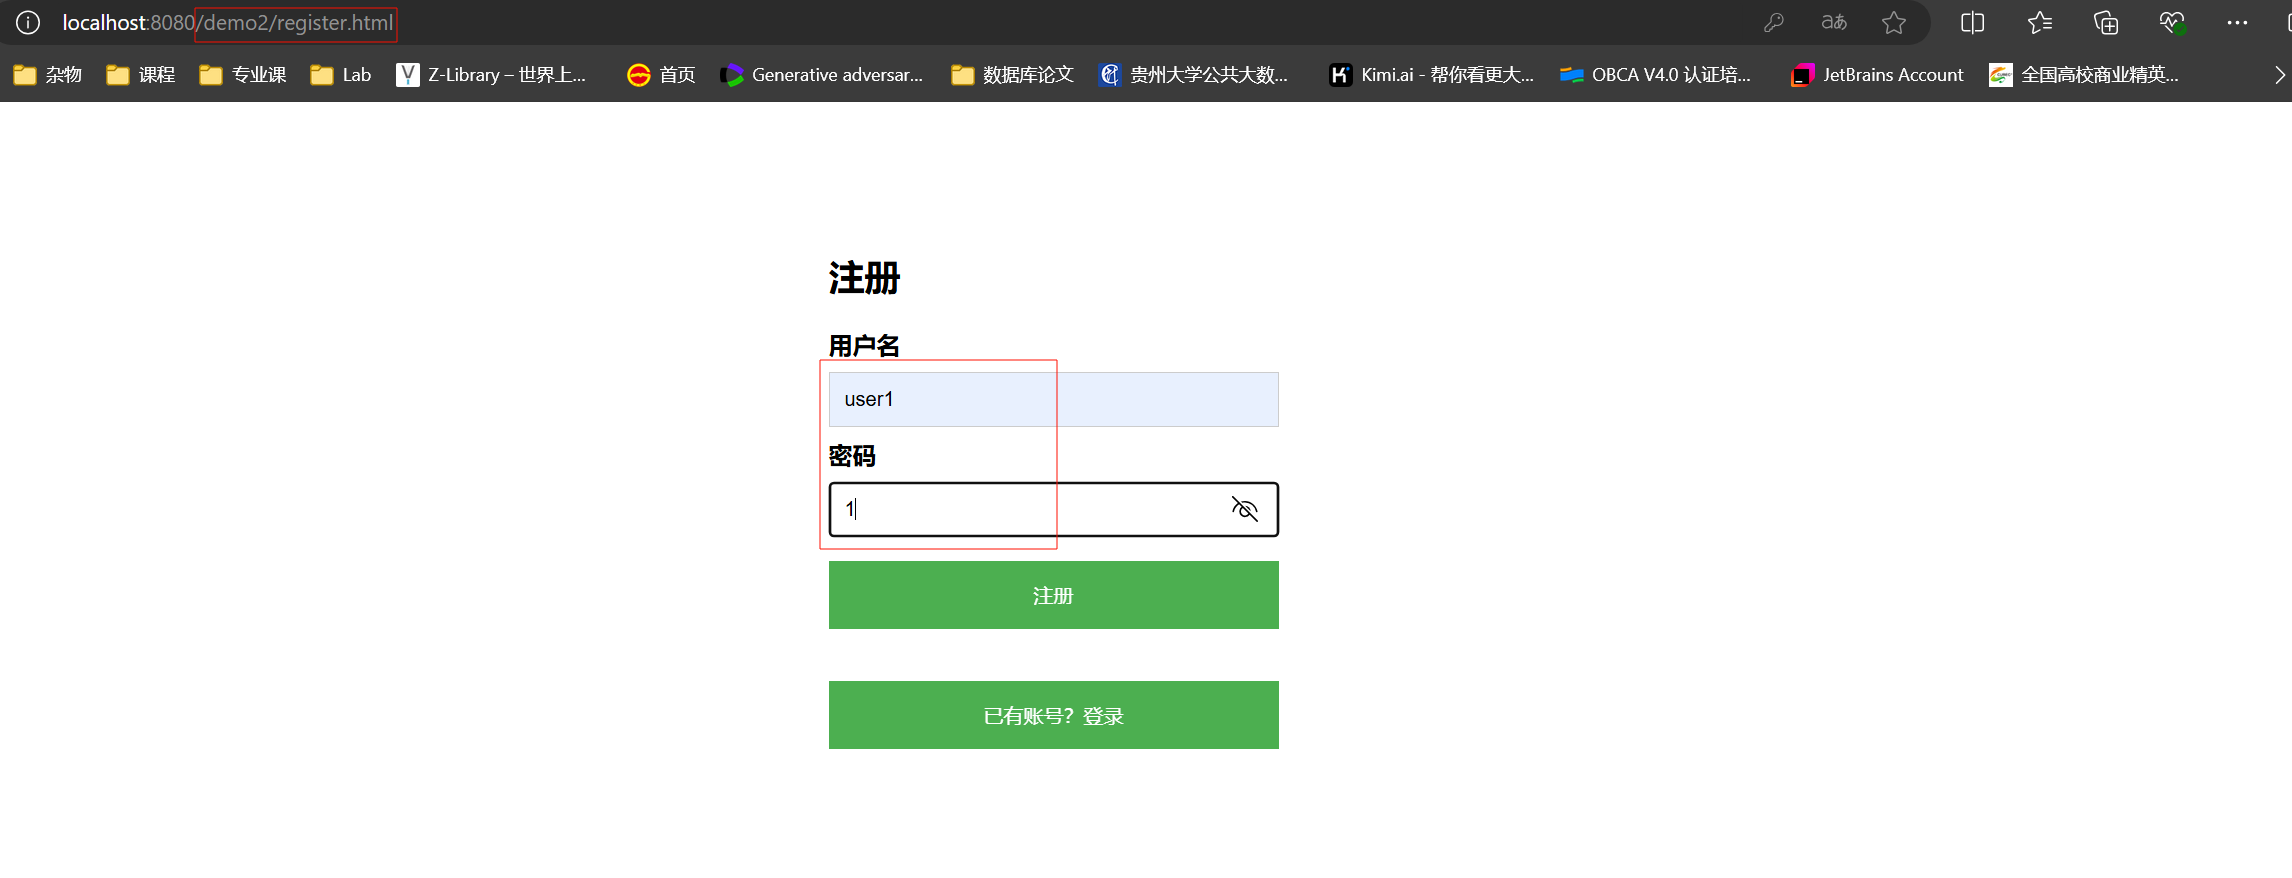 localhost:8080/demo2/register.html
杂物 课程 专业课 Lab Z-Library – 世界上... 首页 Generative adversar... 数据库论文 贵州大学公共大数... Kimi.ai - 帮你看更大... OBCA V4.0 认证培... JetBrains Account 全国高校商业精英...
注册
用户名
user1
密码
1
注册
已有账号？登录